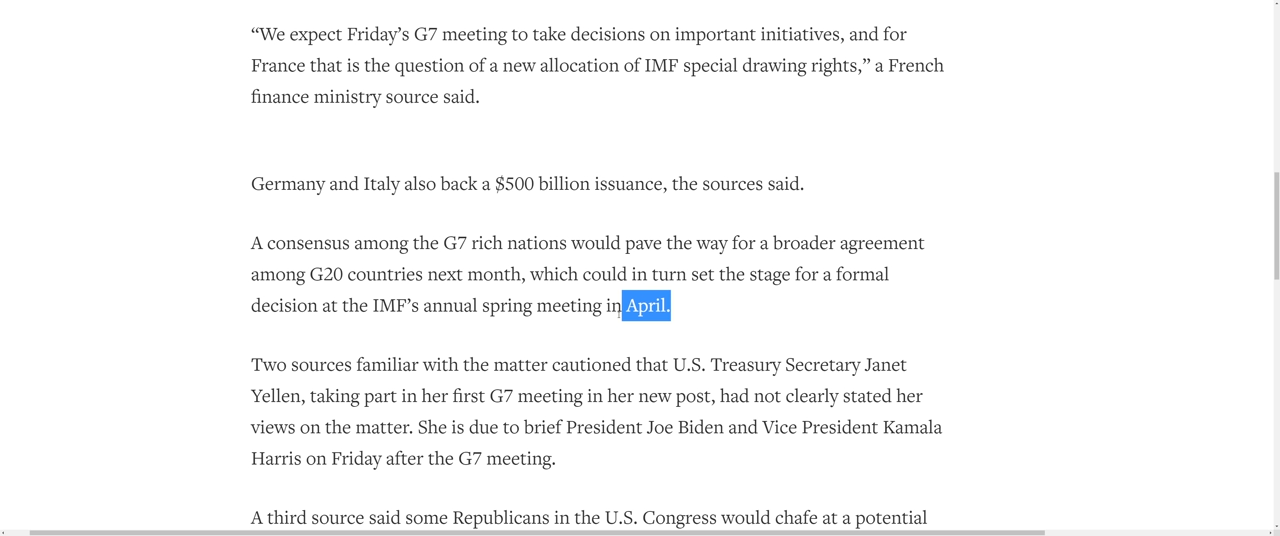 “We expect Friday’s G7 meeting to take decisions on important initiatives, and for
France that is the question of a new allocation of IMF special drawing rights,” a French
finance ministry source said.
Germany and Italy also back a $500 billion issuance, the sources said.
A consensus among the G7 rich nations would pave the way for a broader agreement
among G20 countries next month, which could in turn set the stage for a formal
decision at the IMF’s annual spring meeting in April.
Two sources familiar with the matter cautioned that U.S. Treasury Secretary Janet
Yellen, taking part in her first G7 meeting in her new post, had not clearly stated her
views on the matter. She is due to brief President Joe Biden and Vice President Kamala
Harris on Friday after the G7 meeting.
A third source said some Republicans in the U.S. Congress would chafe at a potential